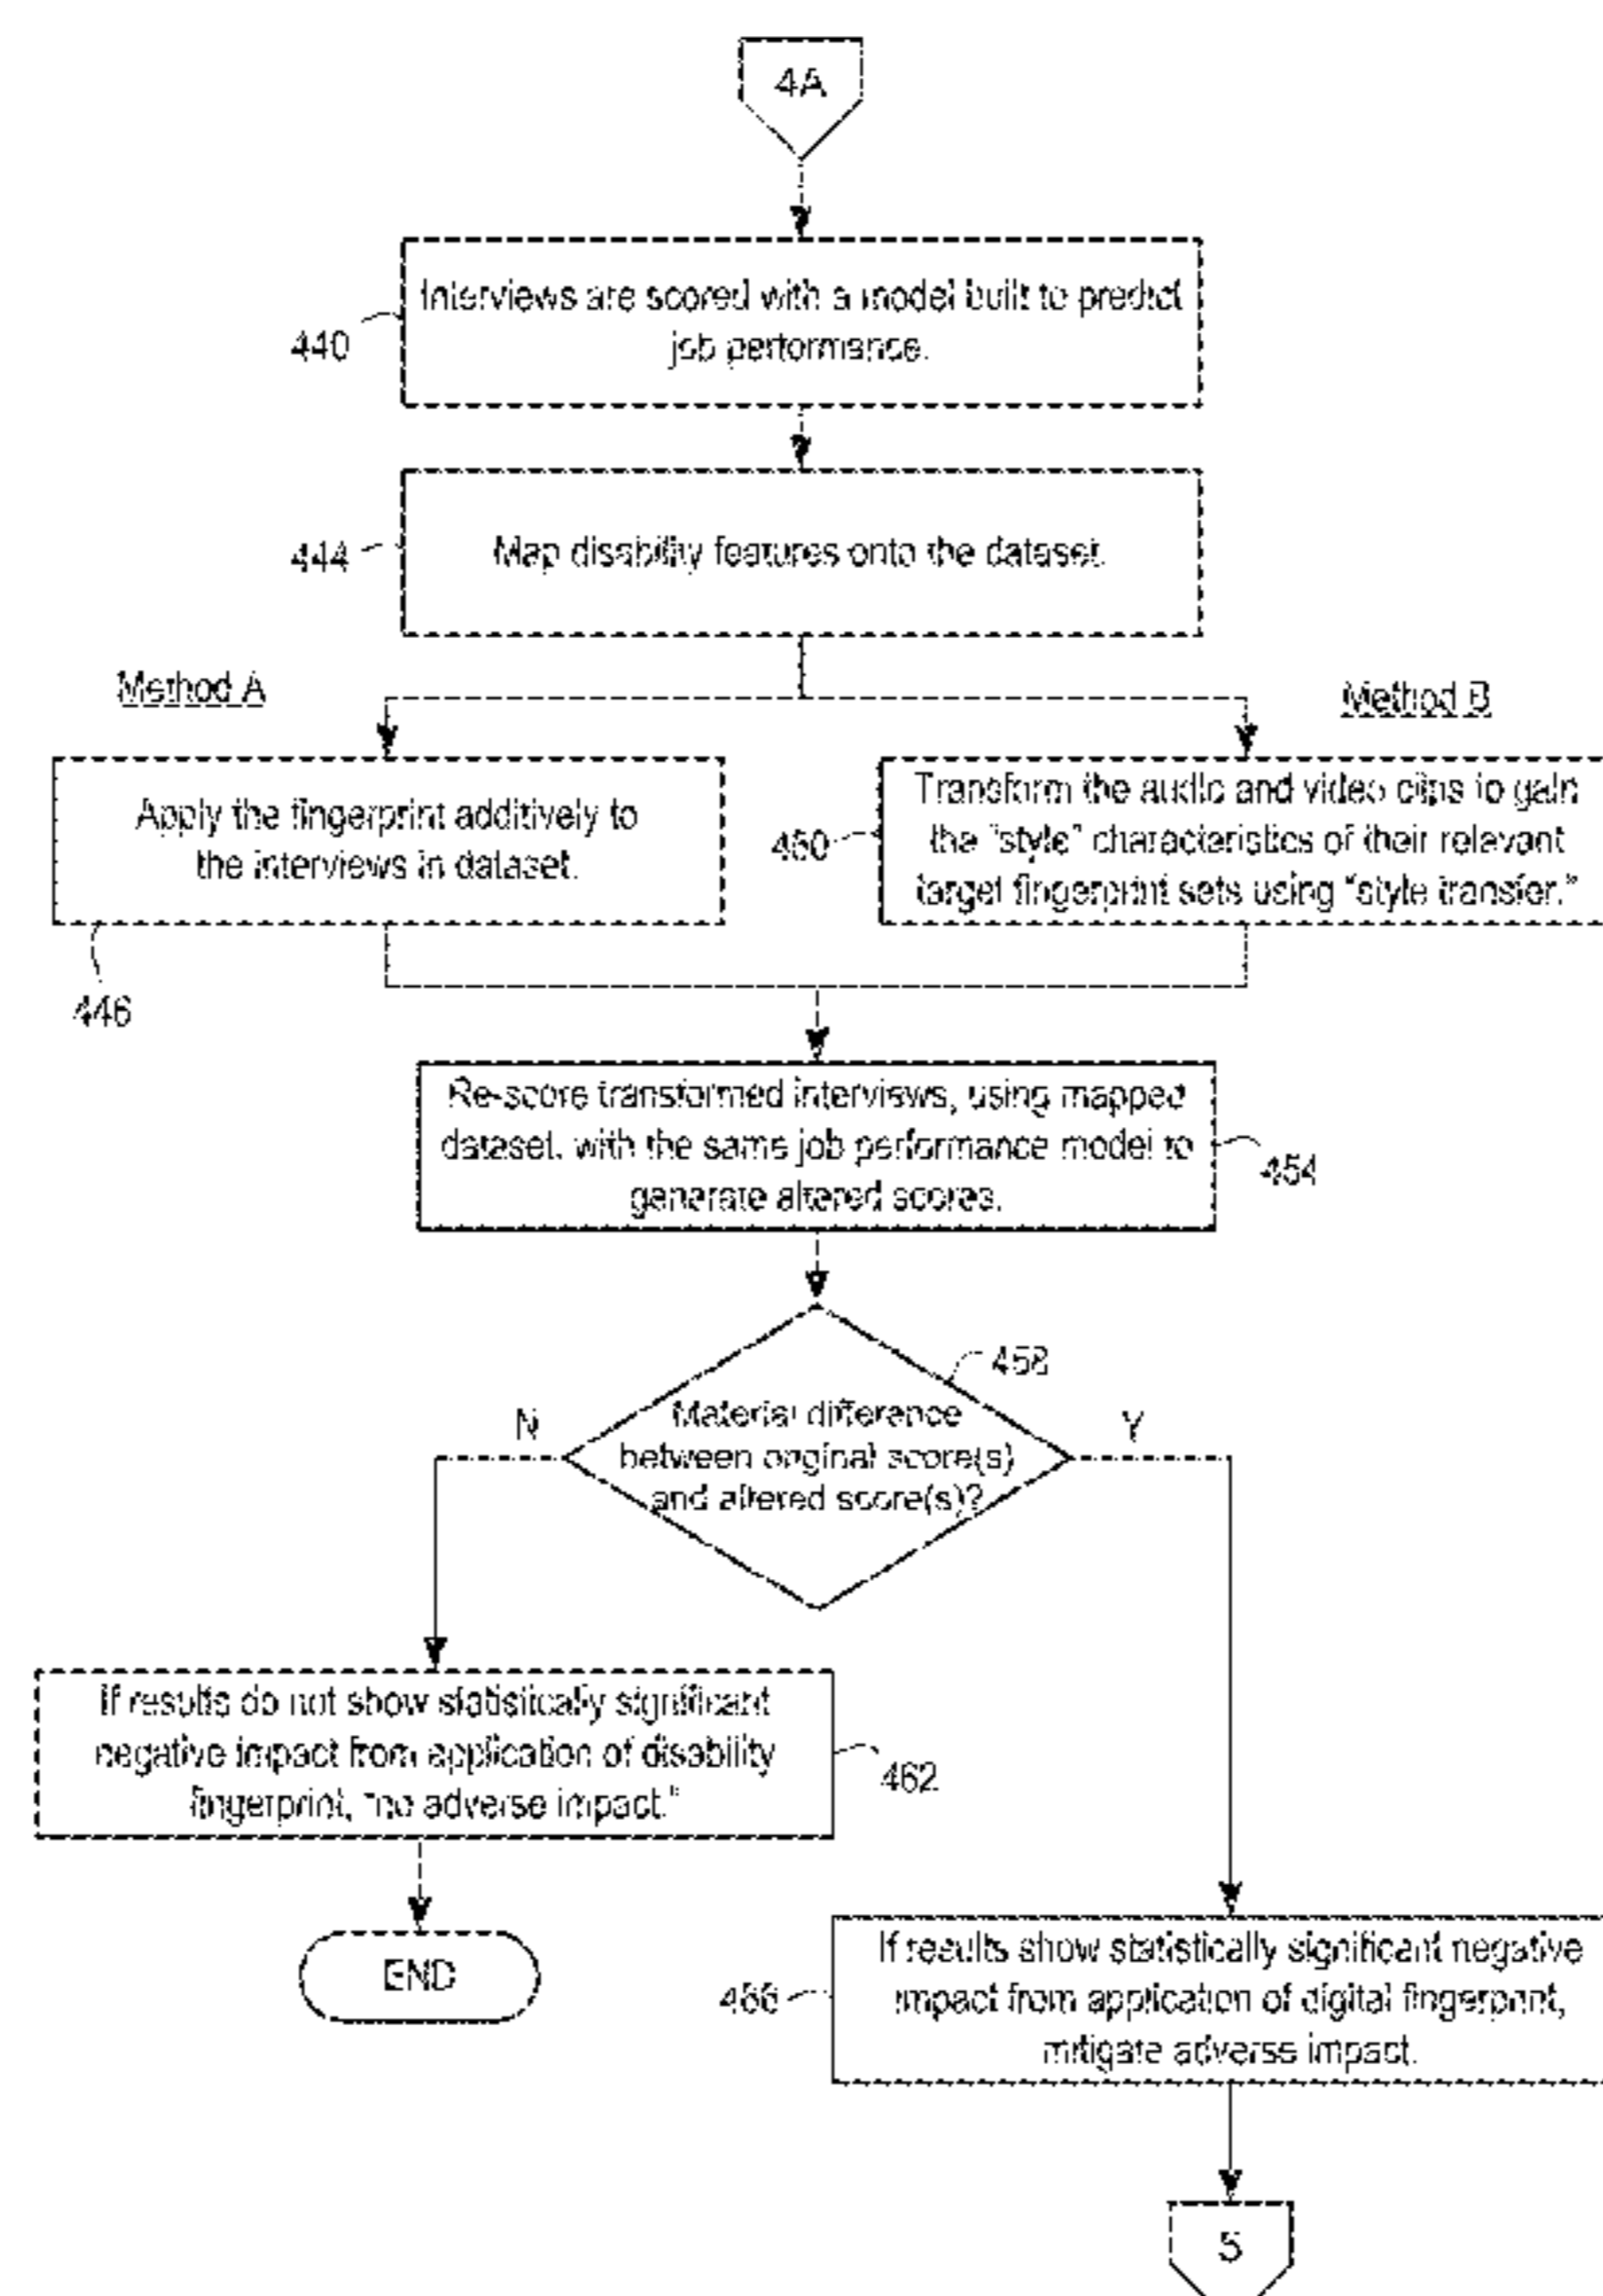 4A
Interviews are scored with a model built to predict
job performance.
440
Map disability features onto the dataset.
444
Method A
Method B
Apply the fingerprint additively to
the interviews in dataset.
446
Transform the audio and video clips to gain
the "style" characteristics of their relevant
target fingerprint sets using "style transfer."
450
Re-score transformed interviews, using mapped
dataset, with the same job performance model to
generate altered scores.
454
458
Material difference
between original score(s)
and altered score(s)?
N
Y
If results do not show statistically significant
negative impact from application of disability
fingerprint, "no adverse impact."
462
END
If results show statistically significant negative
impact from application of digital fingerprint,
mitigate adverse impact.
466
5